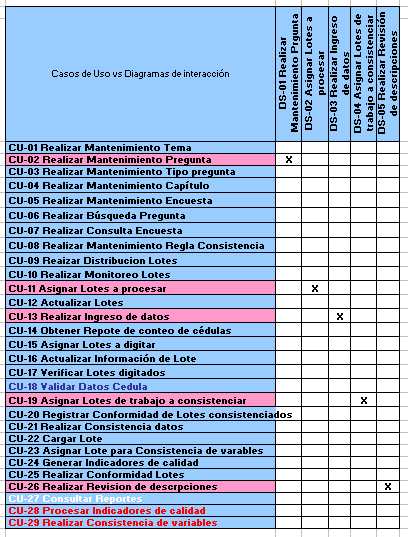 Casos de Uso vs Diagramas de interacción
DS-01 Realizar
Mantenimiento Prgunta
DS-02 Asignar Lotes a
procesar
DS-03 Realizar Ingreso
de datos
DS-04 Asignar Lotes de
trabajo a consistenciar
DS-05 Realizar Revisión
de descripciones
CU-01 Realizar Mantenimiento Tema
CU-02 Realizar Mantenimiento Pregunta X
CU-03 Realizar Mantenimiento Tipo pregunta
CU-04 Realizar Mantenimiento Capítulo
CU-05 Realizar Mantenimiento Encuesta
CU-06 Realizar Búsqueda Pregunta
CU-07 Realizar Consulta Encuesta
CU-08 Realizar Mantenimiento Regla Consistencia
CU-09 Reaizar Distribucion Lotes
CU-10 Realizar Monitoreo Lotes
CU-11 Asignar Lotes a procesar X
CU-12 Actualizar Lotes
CU-13 Realizar Ingreso de datos X
CU-14 Obtener Repote de conteo de cédulas
CU-15 Asignar Lotes a digitar
CU-16 Actualizar Información de Lote
CU-17 Verificar Lotes digitados
CU-18 Validar Datos Cedula
CU-19 Asignar Lotes de trabajo a consistenciar X
CU-20 Registrar Conformidad de Lotes consistenciados
CU-21 Realizar Consistencia datos
CU-22 Cargar Lote
CU-23 Asignar Lote para Consistencia de varables
CU-24 Generar Indicadores de calidad
CU-25 Realizar Conformidad Lotes
CU-26 Realizar Revision de descrpciones X
CU-27 Consultar Reportes
CU-28 Procesar Indicadores de calidad
CU-29 Realizar Consistencia de variables